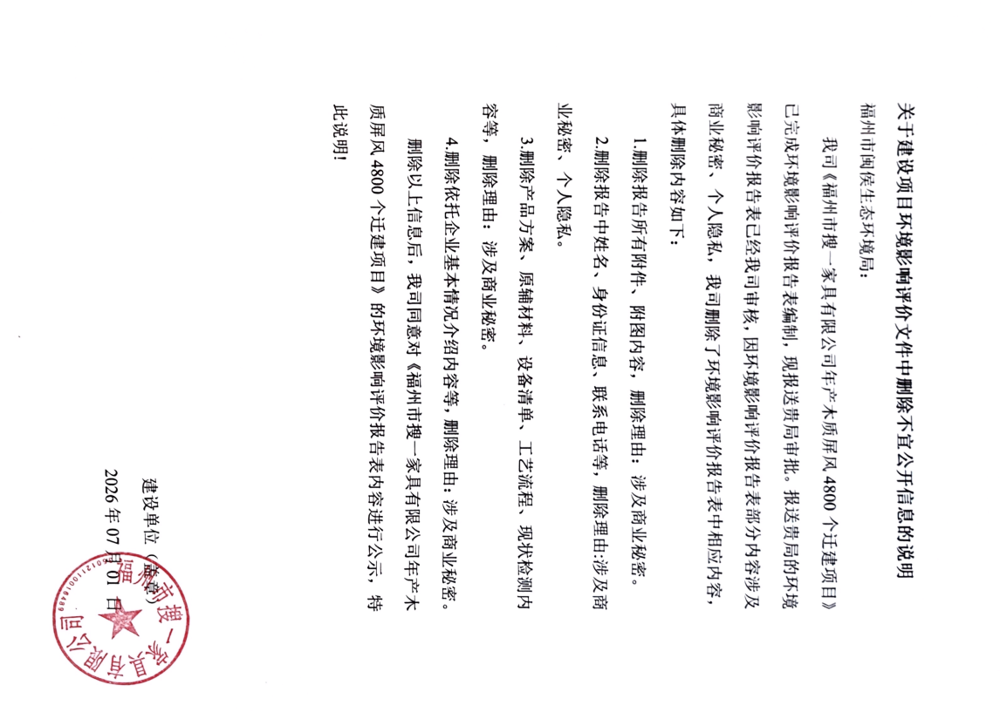 关于建设项目环境影响评价文件中删除不宜公开信息的说明
福州市闽侯生态环境局：
我司《福州市搜一家具有限公司年产木质屏风 4800 个迁建项目》
已完成环境影响评价报告表编制，现报送贵局审批。报送贵局的环境
影响评价报告表已经我司审核，因环境影响评价报告表部分内容涉及
商业秘密、个人隐私，我司删除了环境影响评价报告表中相应内容，
具体删除内容如下：
1.删除报告所有附件、附图内容，删除理由：涉及商业秘密。
2.删除报告中姓名、身份证信息、联系电话等，删除理由:涉及商
业秘密、个人隐私。
3.删除产品方案、原辅材料、设备清单、工艺流程、现状检测内
容等，删除理由：涉及商业秘密。
4.删除依托企业基本情况介绍内容等，删除理由：涉及商业秘密。
删除以上信息后，我司同意对《福州市搜一家具有限公司年产木
质屏风 4800 个迁建项目》的环境影响评价报告表内容进行公示，特
此说明!
建设单位（盖章）
2026 年 07 月 01 日
福州市搜一家具有限公司